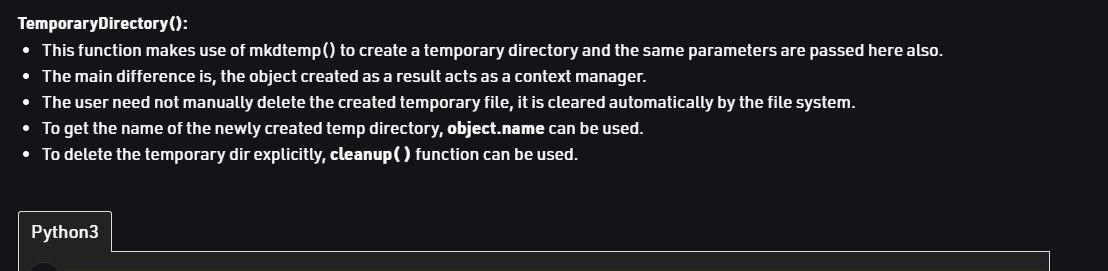 TemporaryDirectory():
• This function makes use of mkdtemp() to create a temporary directory and the same parameters are passed here also.
• The main difference is, the object created as a result acts as a context manager.
• The user need not manually delete the created temporary file, it is cleared automatically by the file system.
• To get the name of the newly created temp directory, object.name can be used.
• To delete the temporary dir explicitly, cleanup() function can be used.
Python3